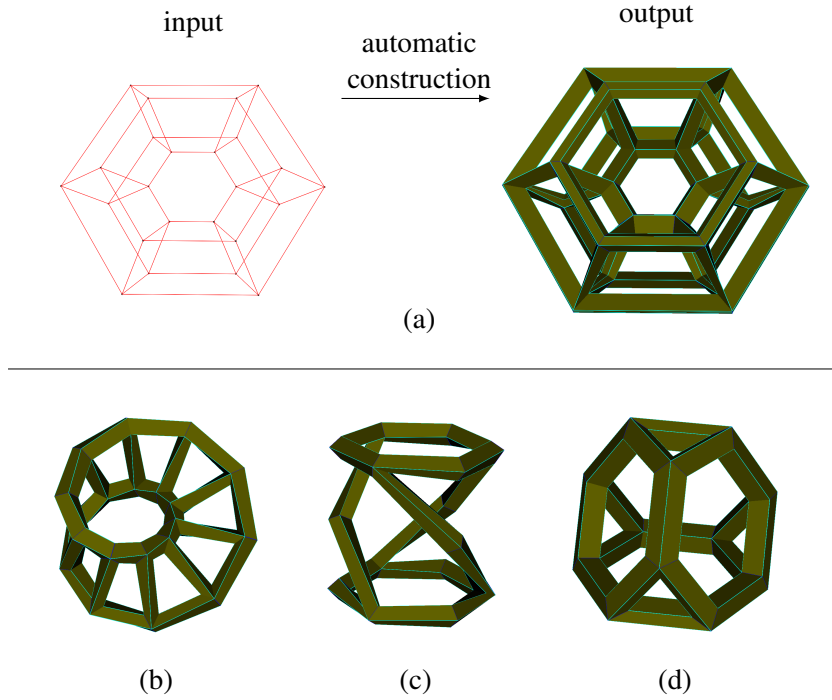 input
automatic
construction
output
(a)
(b)
(c)
(d)